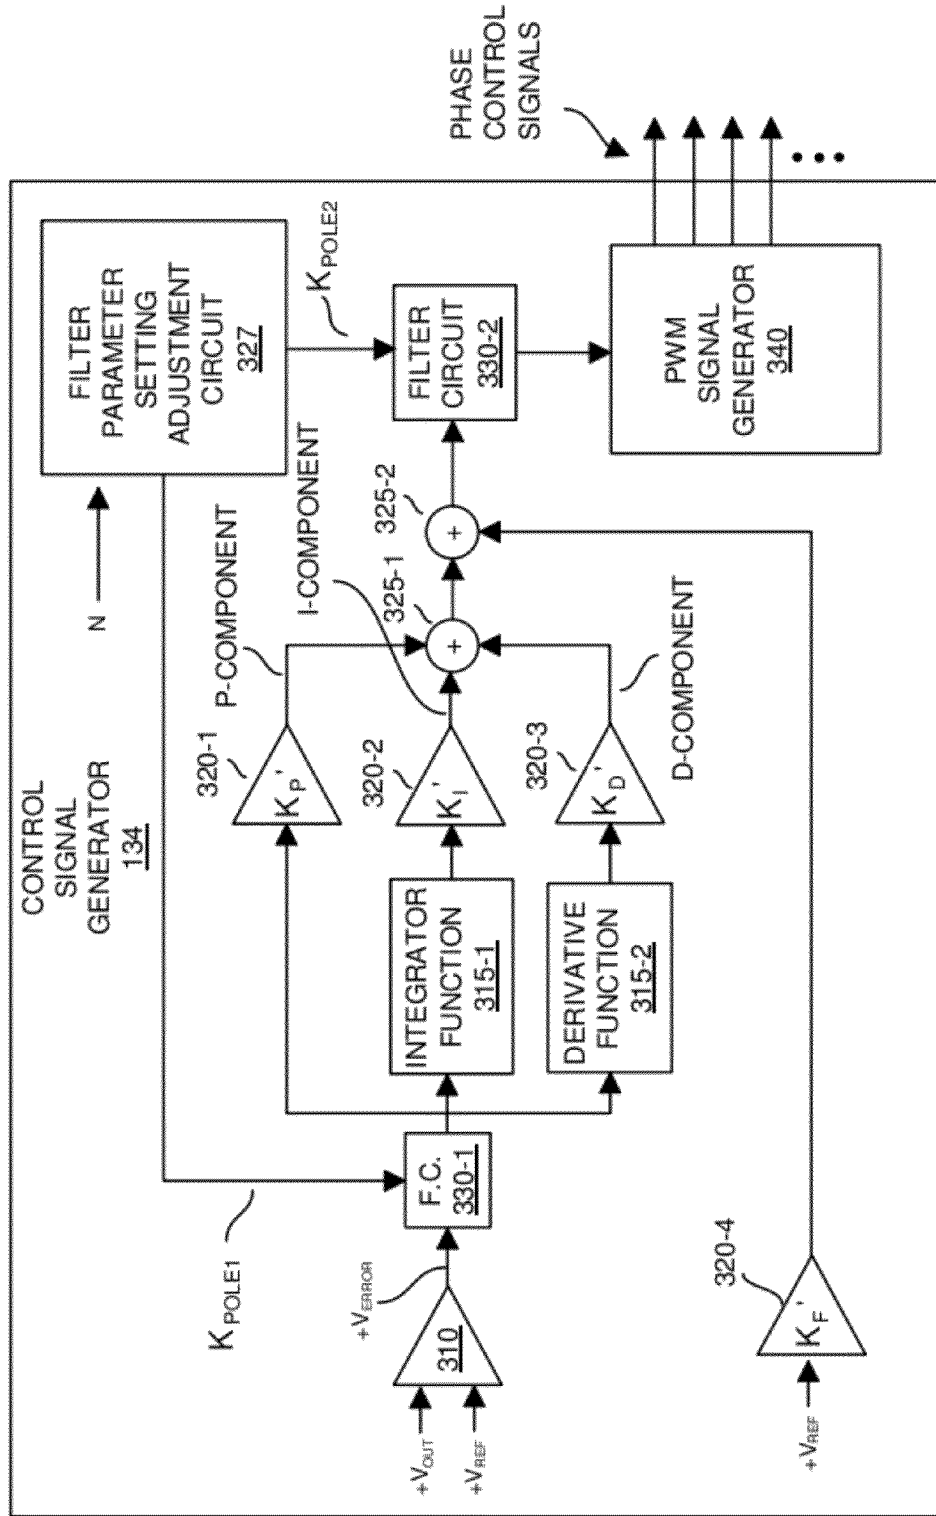 CONTROL
SIGNAL
GENERATOR
134
N
FILTER
PARAMETER
SETTING
ADJUSTMENT
CIRCUIT
327
K POLE1
K POLE2
P-COMPONENT
I-COMPONENT
D-COMPONENT
320-1
KP'
320-2
KI'
320-3
KD'
325-1
+
325-2
+
+VOUT
+VREF
310
+VERROR
F.C.
330-1
INTEGRATOR
FUNCTION
315-1
DERIVATIVE
FUNCTION
315-2
FILTER
CIRCUIT
330-2
PWM
SIGNAL
GENERATOR
340
PHASE
CONTROL
SIGNALS
+VREF
KF'
320-4